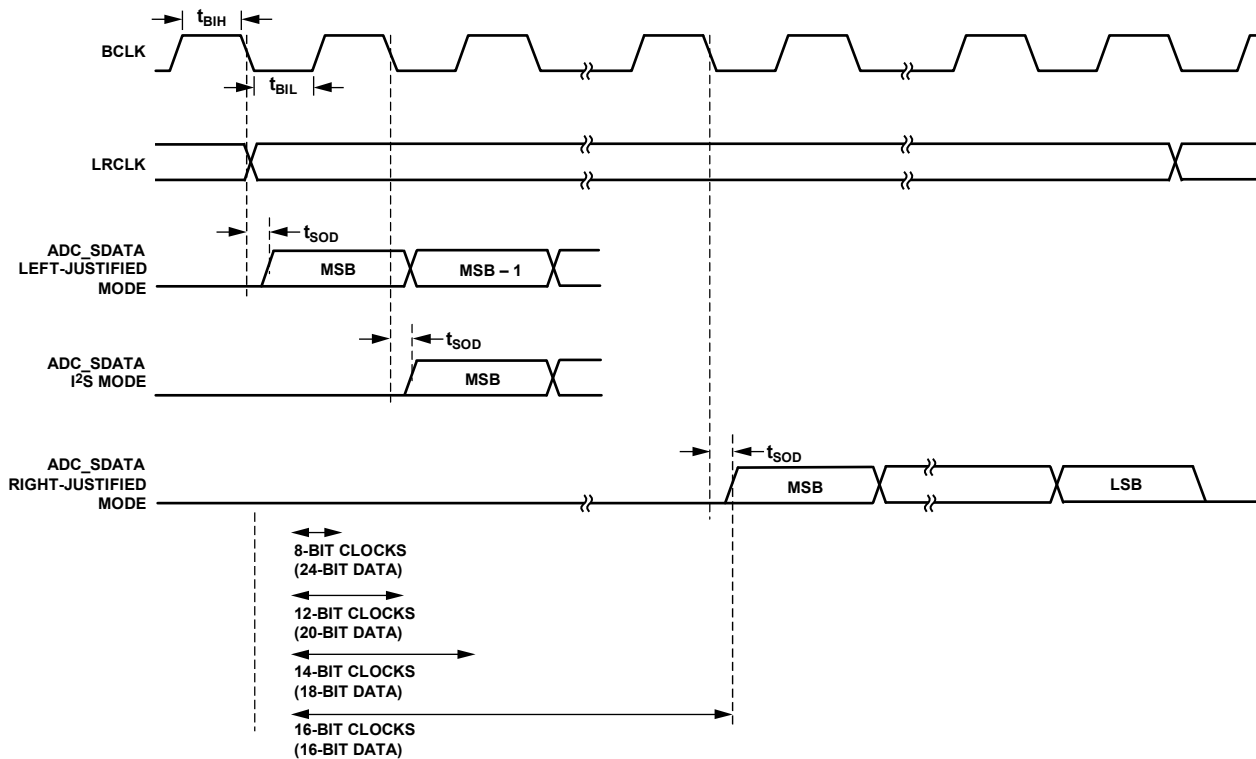 tBIH
BCLK
tBIL
LRCLK
tSOD
ADC_SDATA
LEFT-JUSTIFIED
MODE
MSB
MSB – 1
tSOD
ADC_SDATA
I²S MODE
MSB
tSOD
ADC_SDATA
RIGHT-JUSTIFIED
MODE
MSB
LSB
8-BIT CLOCKS
(24-BIT DATA)
12-BIT CLOCKS
(20-BIT DATA)
14-BIT CLOCKS
(18-BIT DATA)
16-BIT CLOCKS
(16-BIT DATA)